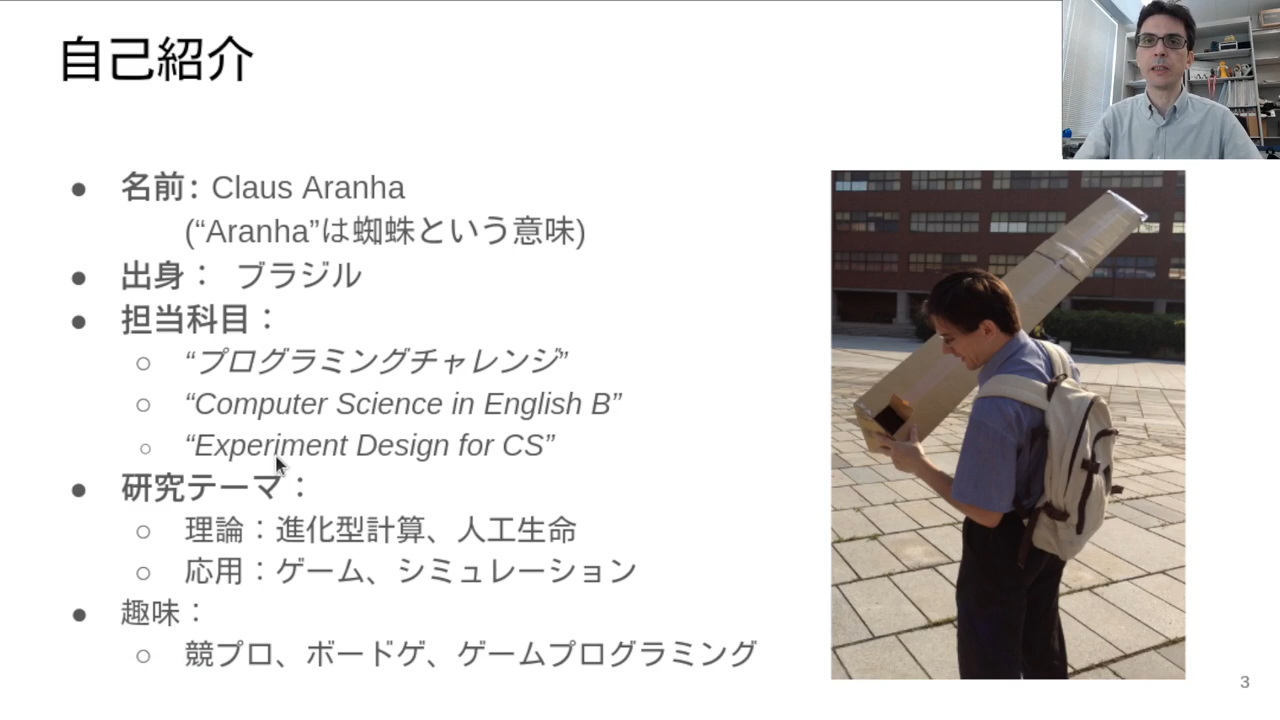 自己紹介
● 名前: Claus Aranha
(“Aranha”は蜘蛛という意味)
● 出身： ブラジル
● 担当科目：
○ “プログラミングチャレンジ”
○ “Computer Science in English B”
○ “Experiment Design for CS”
● 研究テーマ：
○ 理論：進化型計算、人工生命
○ 応用：ゲーム、シミュレーション
● 趣味：
○ 競プロ、ボードゲ、ゲームプログラミング
3